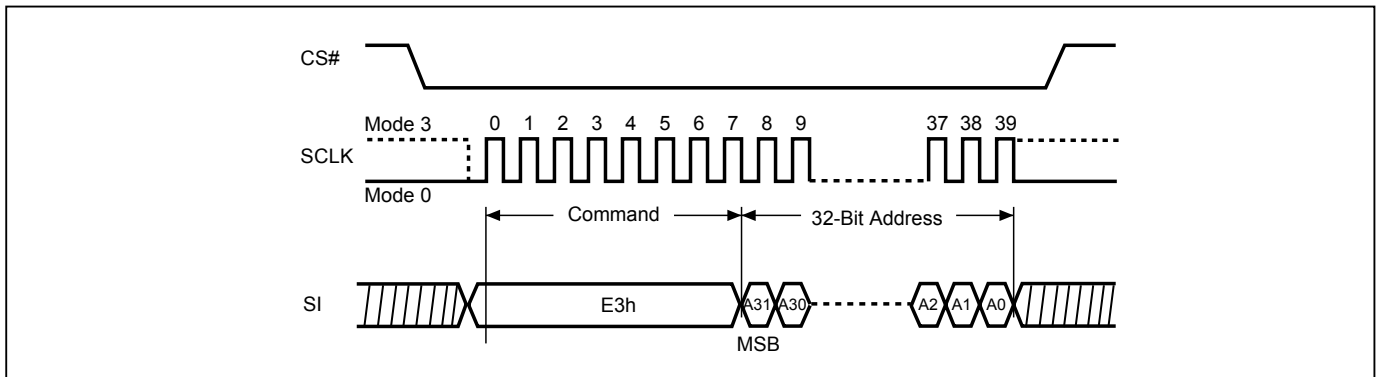 CS#
Mode 3 0 1 2 3 4 5 6 7 8 9 37 38 39
SCLK
Mode 0
Command 32-Bit Address
SI E3h A31 A30 A2 A1 A0
MSB